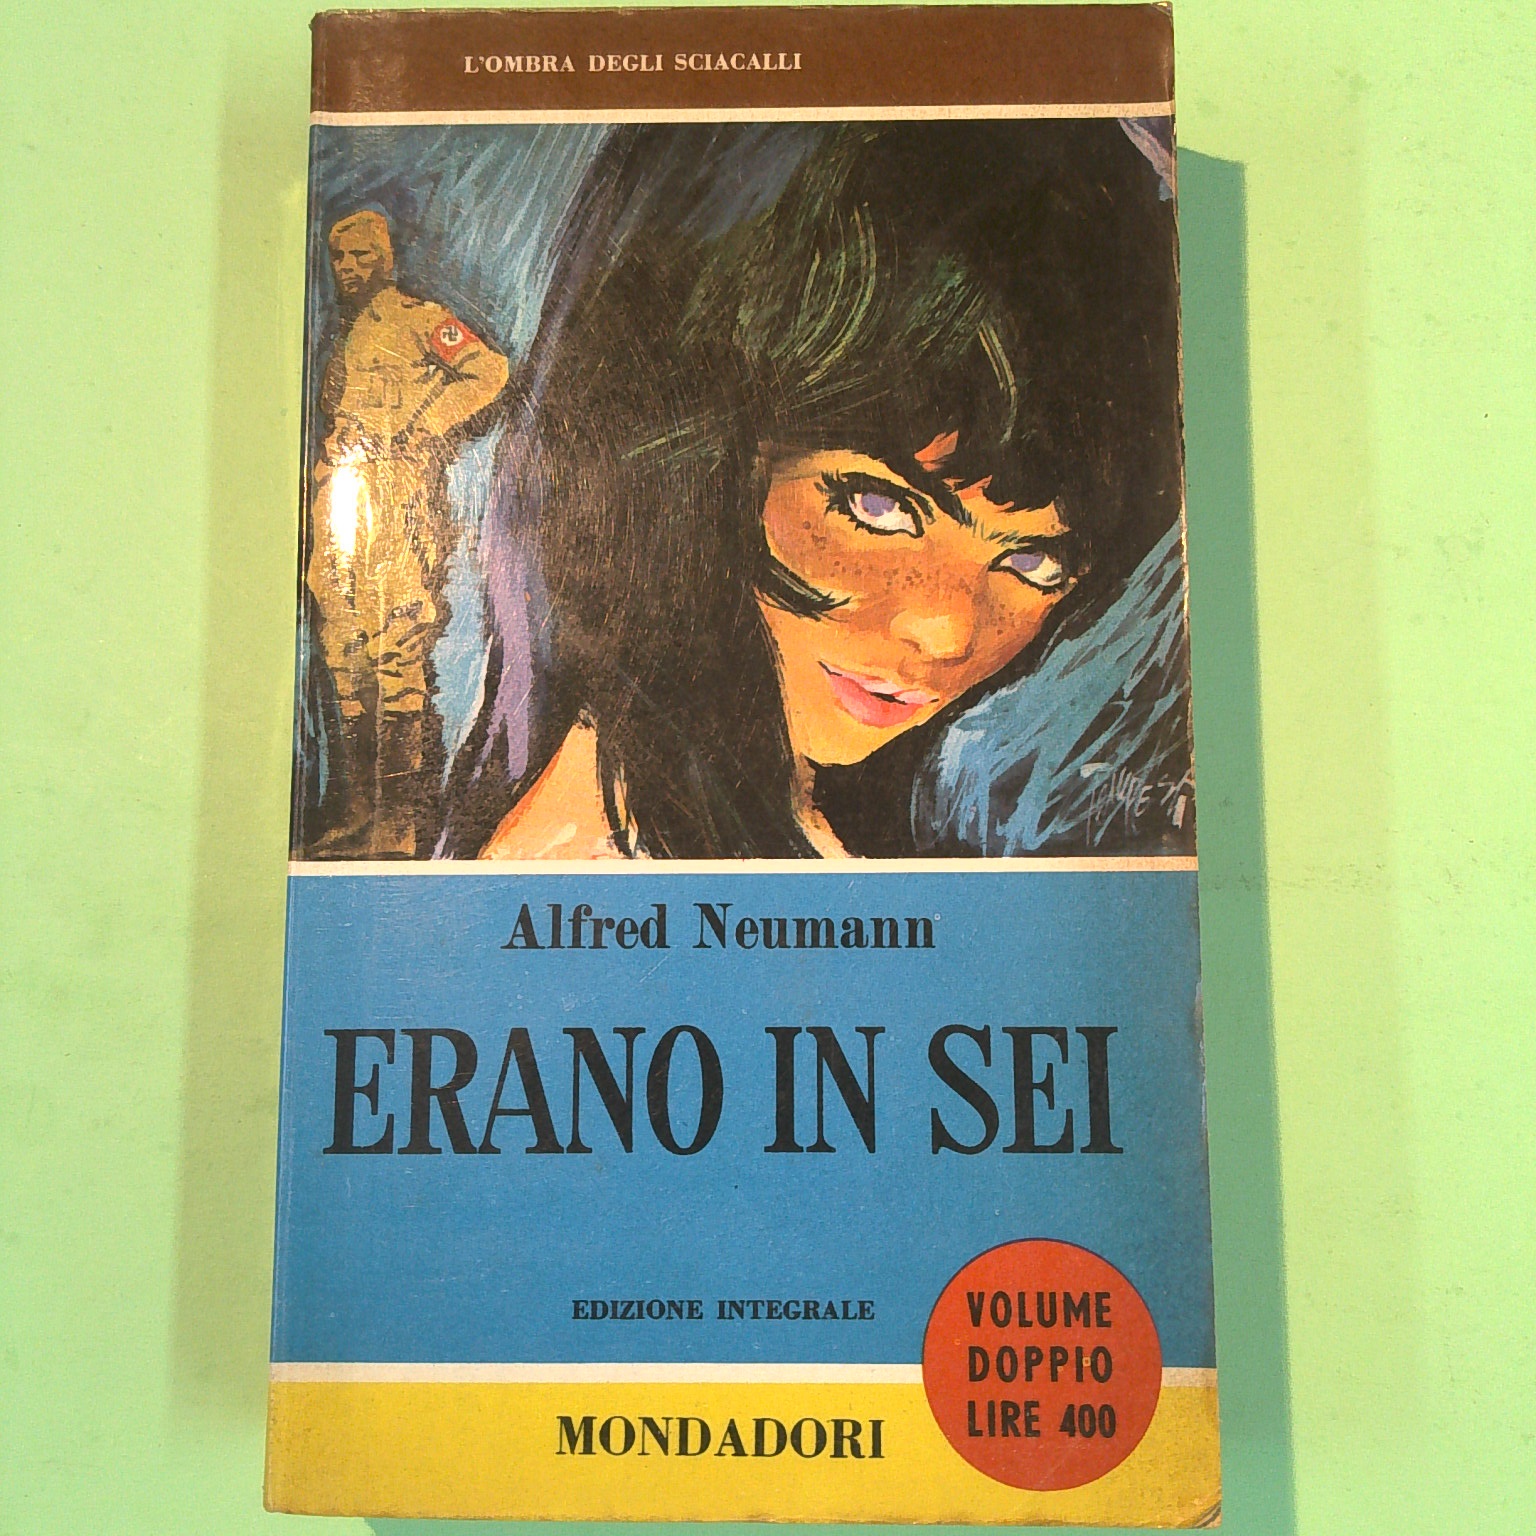 L'OMBRA DEGLI SCIACALLI
Alfred Neumann
ERANO IN SEI
EDIZIONE INTEGRALE
VOLUME
DOPPIO
LIRE 400
MONDADORI